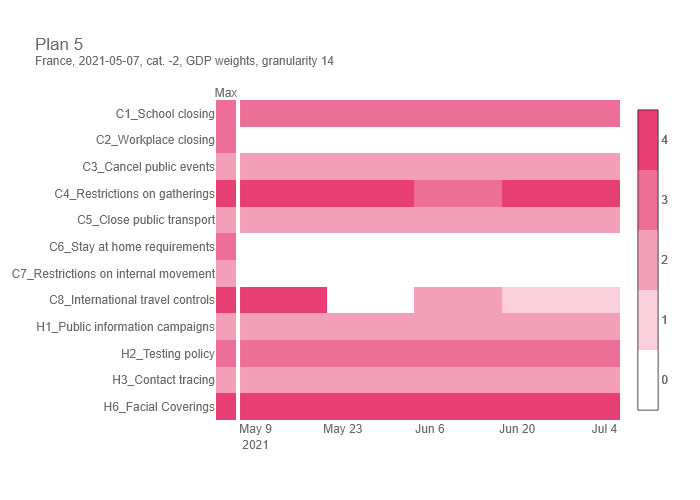 Plan 5
France, 2021-05-07, cat. -2, GDP weights, granularity 14
Max
C1_School closing
C2_Workplace closing
C3_Cancel public events
C4_Restrictions on gatherings
C5_Close public transport
C6_Stay at home requirements
C7_Restrictions on internal movement
C8_International travel controls
H1_Public information campaigns
H2_Testing policy
H3_Contact tracing
H6_Facial Coverings
May 9 May 23 Jun 6 Jun 20 Jul 4
2021
4
3
2
1
0